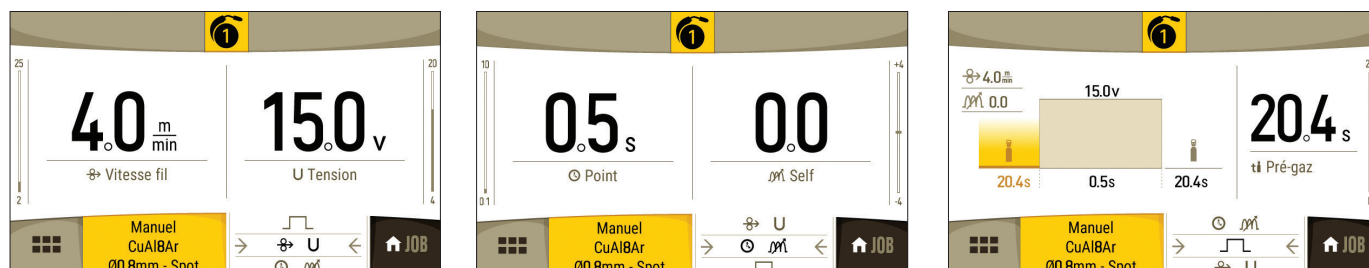 1
25
20
4.0 m/min
15.0 v
Vitesse fil
U Tension
2
4
Manuel
CuAl8Ar
Ø0.8mm - Spot
U
JOB
1
10
+4
0.5 s
0.0
Point
Self
0.1
-4
U
Manuel
CuAl8Ar
Ø0.8mm - Spot
JOB
1
4.0 m/min
0.0
15.0v
20.4 s
Pré-gaz
20.4s
0.5s
20.4s
Manuel
CuAl8Ar
Ø0.8mm - Spot
U
JOB